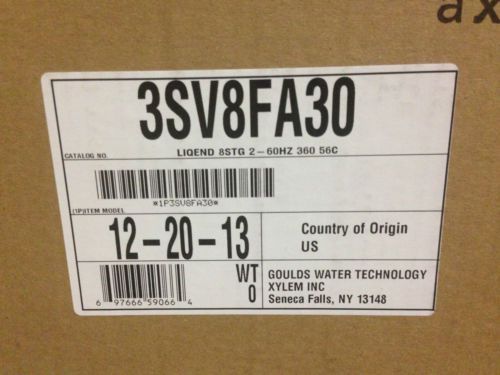 ax
3SV8FA30
CATALOG NO.
LIQEND 8STG 2-60HZ 360 56C
*1P3SV8FA30*
(1P)ITEM MODEL
12-20-13
Country of Origin
US
WT
0
6 97666 59066 4
GOULDS WATER TECHNOLOGY
XYLEM INC
Seneca Falls, NY 13148